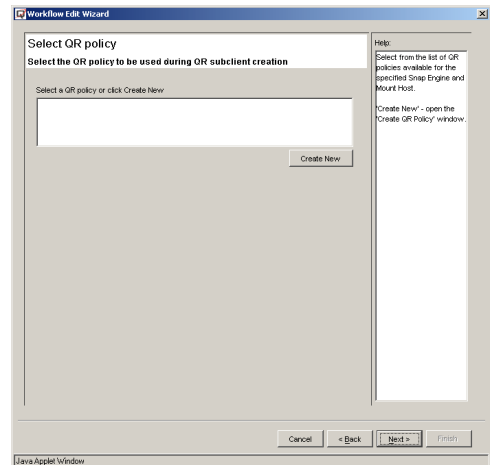 Workflow Edit Wizard
Select QR policy
Select the QR policy to be used during QR subclient creation
Select a QR policy or click Create New
Create New
Help:
Select from the list of QR
policies available for the
specified Snap Engine and
Mount Host.
'Create New' - open the
'Create QR Policy' window.
Cancel
« Back
Next »
Finish
Java Applet Window